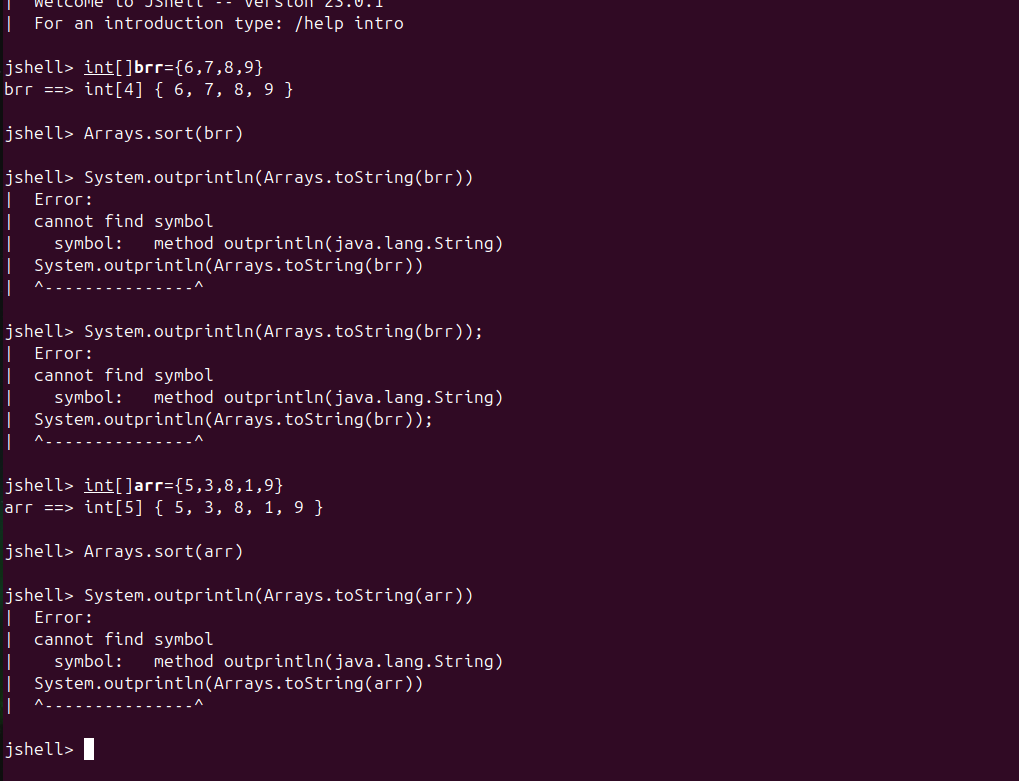 |  Welcome to JShell -- Version 23.0.1
|  For an introduction type: /help intro
jshell> int[]brr={6,7,8,9}
brr ==> int[4] { 6, 7, 8, 9 }
jshell> Arrays.sort(brr)
jshell> System.outprintln(Arrays.toString(brr))
|  Error:
|  cannot find symbol
|    symbol:   method outprintln(java.lang.String)
|  System.outprintln(Arrays.toString(brr))
|  ^---------------^
jshell> System.outprintln(Arrays.toString(brr));
|  Error:
|  cannot find symbol
|    symbol:   method outprintln(java.lang.String)
|  System.outprintln(Arrays.toString(brr));
|  ^---------------^
jshell> int[]arr={5,3,8,1,9}
arr ==> int[5] { 5, 3, 8, 1, 9 }
jshell> Arrays.sort(arr)
jshell> System.outprintln(Arrays.toString(arr))
|  Error:
|  cannot find symbol
|    symbol:   method outprintln(java.lang.String)
|  System.outprintln(Arrays.toString(arr))
|  ^---------------^
jshell>